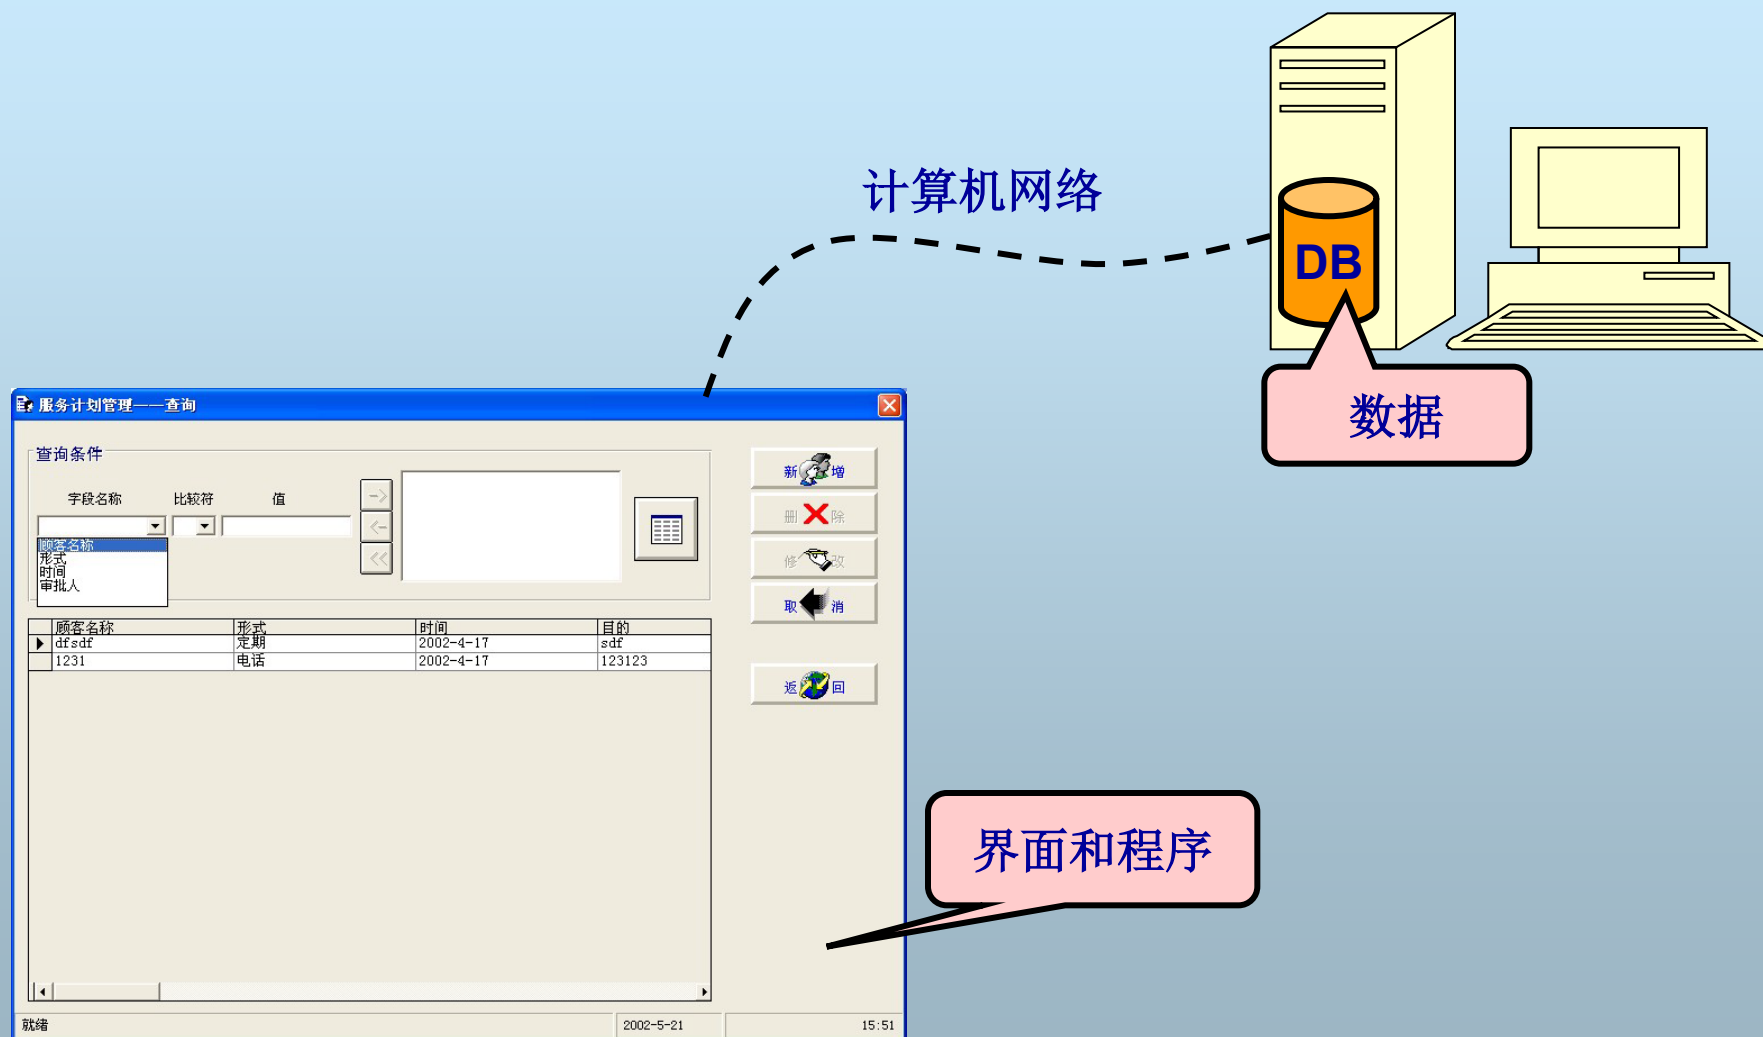 计算机网络
DB
数据
服务计划管理——查询
查询条件
字段名称 比较符 值
-> 
<-
<<
顾客名称
形式
时间
审批人
新增
删除
修改
取消
返回
顾客名称 形式 时间 目的
dfsdf 定期 2002-4-17 sdf
1231 电话 2002-4-17 123123
界面和程序
就绪 2002-5-21 15:51